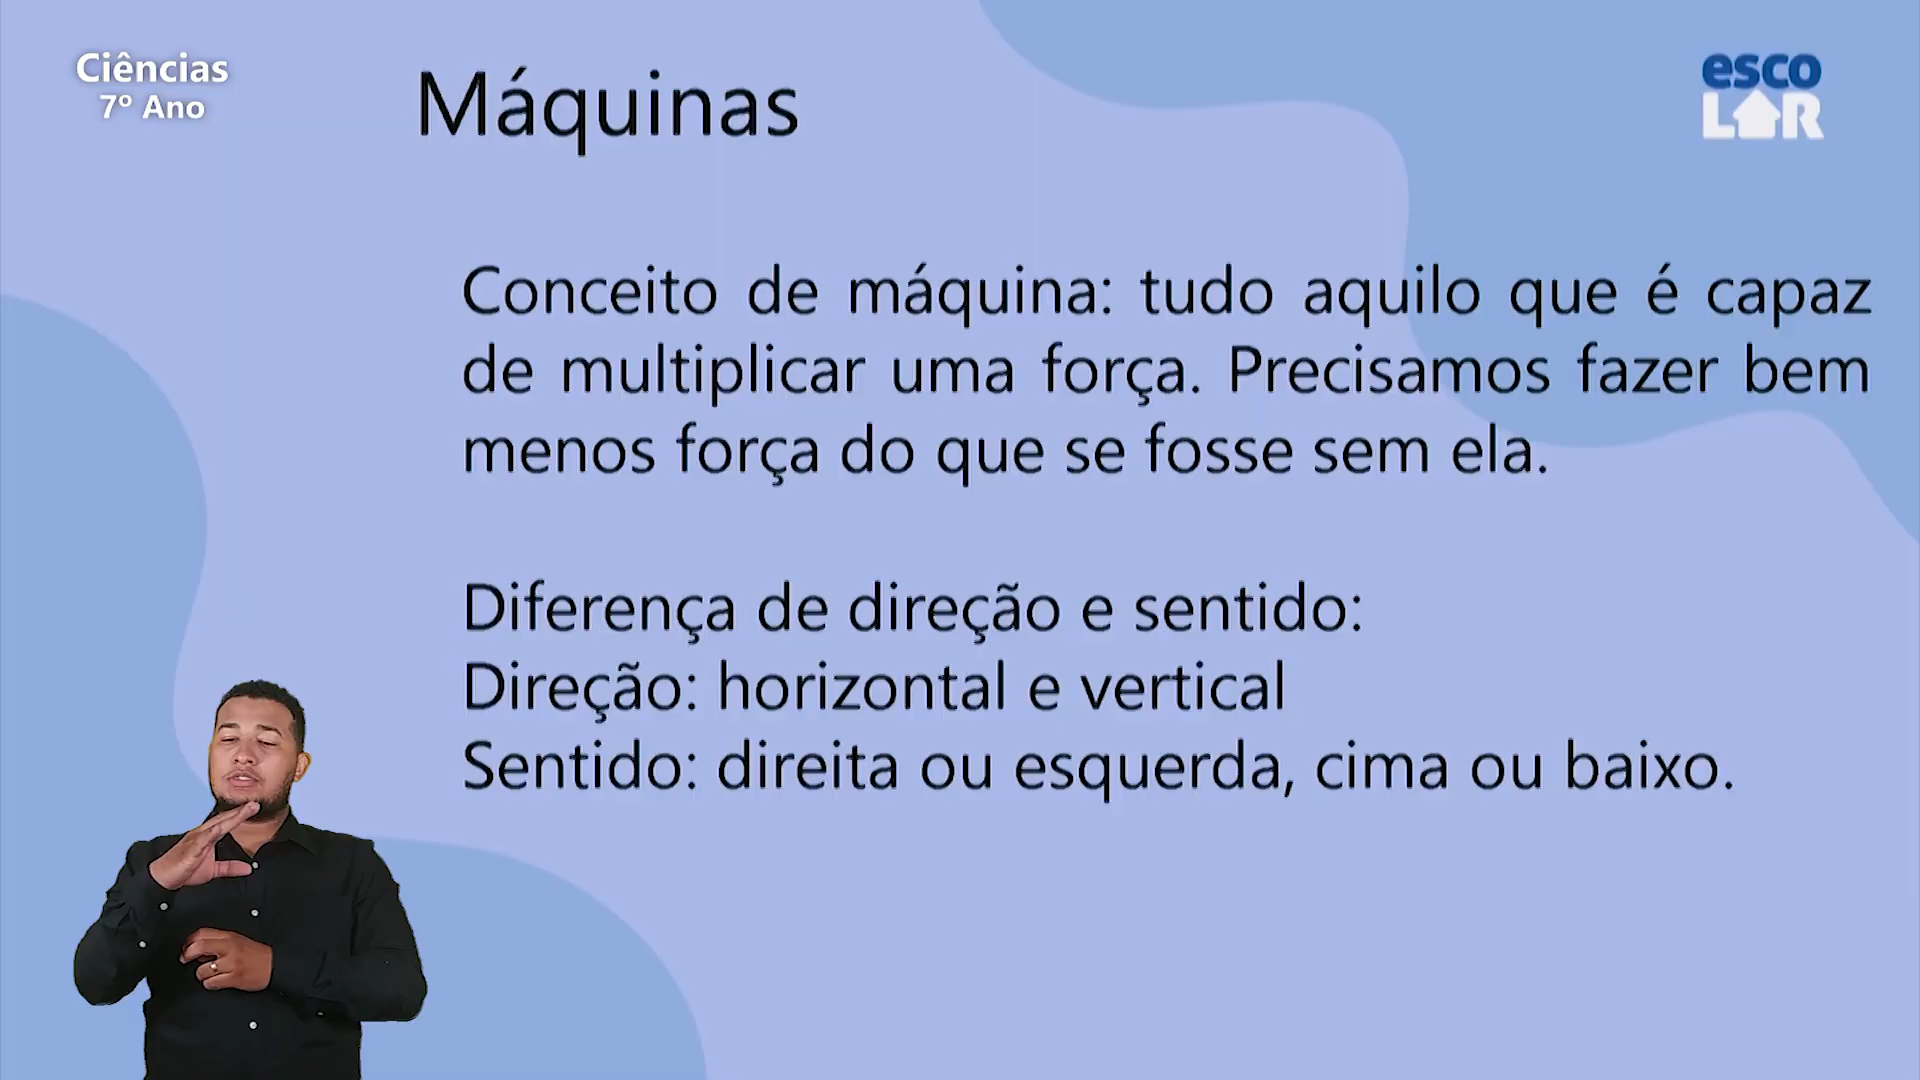 Ciências
7º Ano
Máquinas
esco
LAR
Conceito de máquina: tudo aquilo que é capaz
de multiplicar uma força. Precisamos fazer bem
menos força do que se fosse sem ela.
Diferença de direção e sentido:
Direção: horizontal e vertical
Sentido: direita ou esquerda, cima ou baixo.